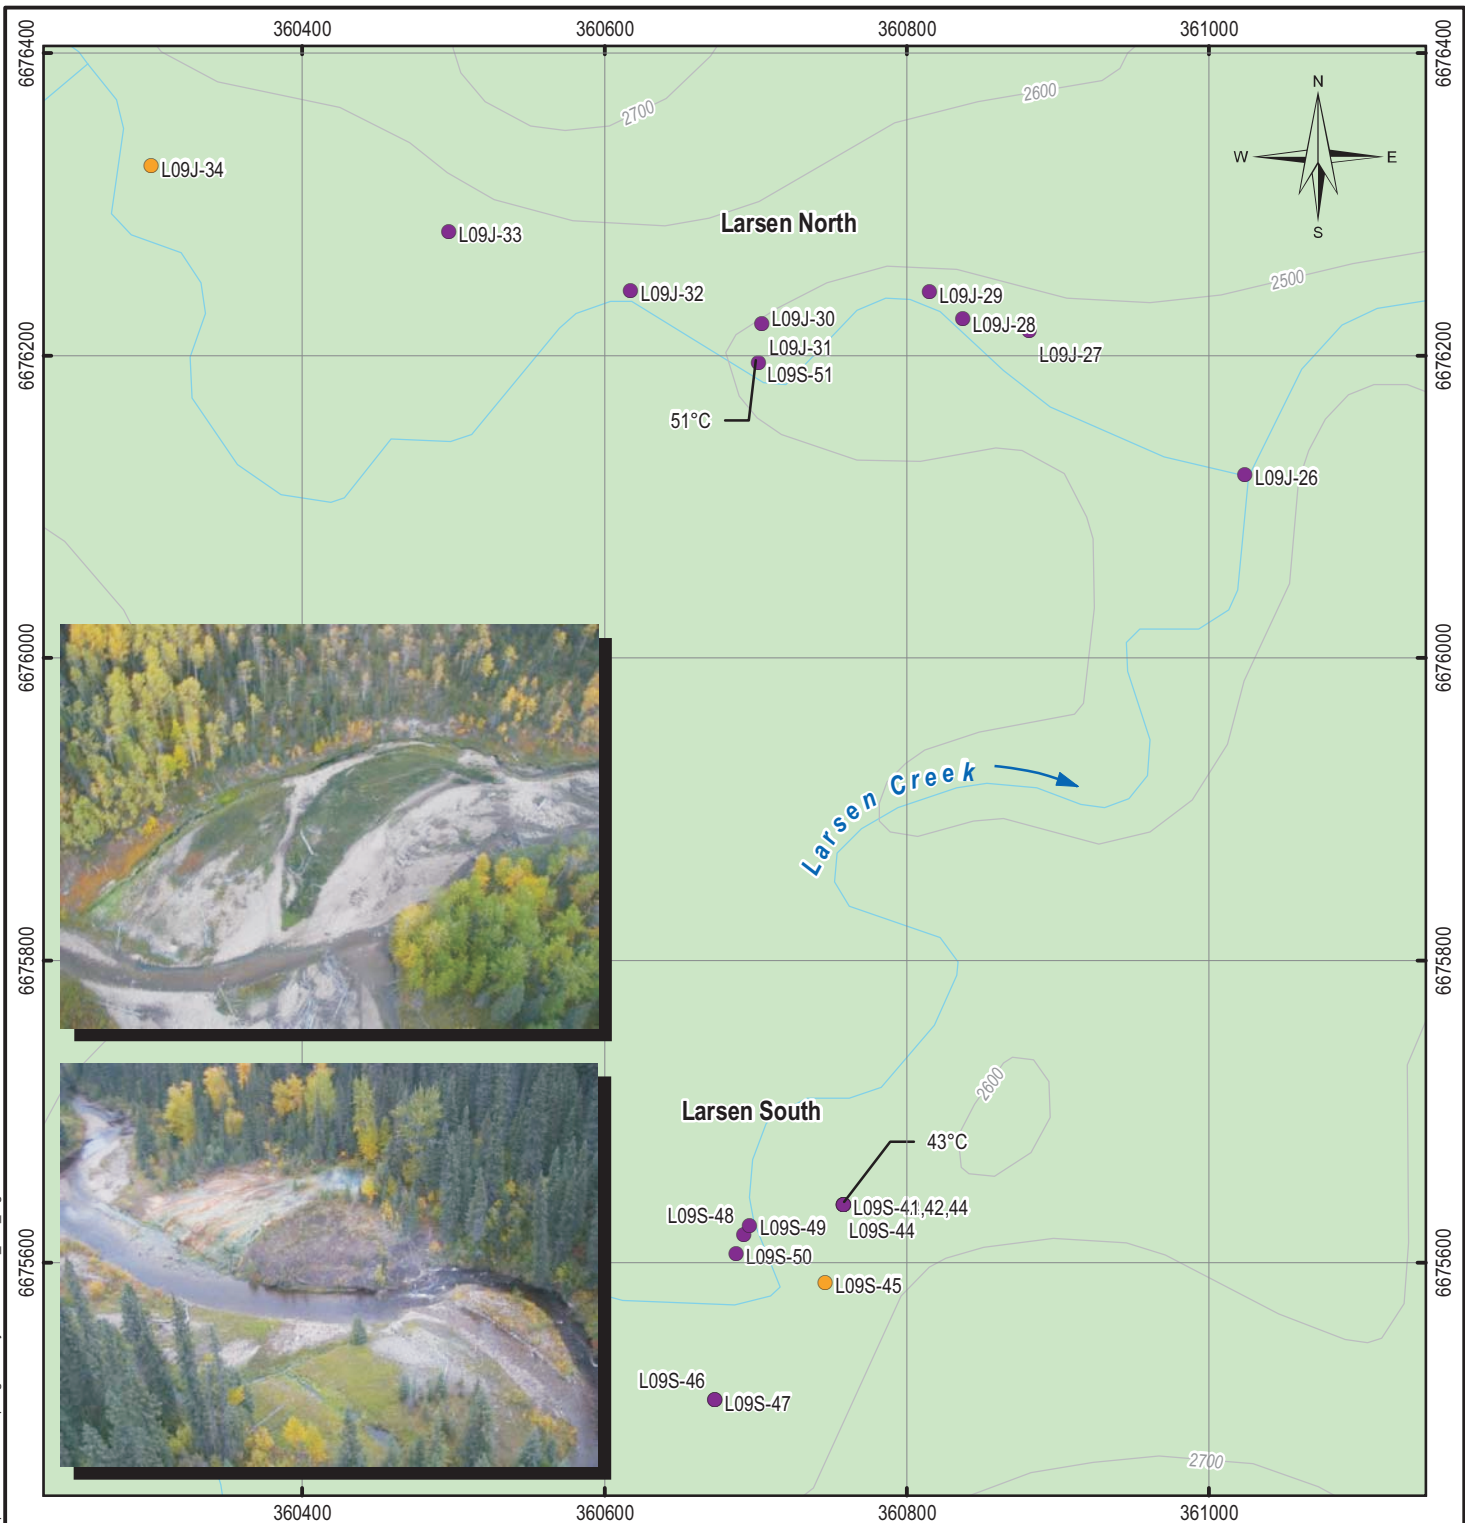 360400 360600 360800 361000
6676400 6676400
2700
2600
N
W E
S
L09J-34
Larsen North
L09J-33
2500
L09J-32
L09J-29
L09J-30
L09J-28
L09J-31
L09J-27
L09S-51
6676200 6676200
51°C
L09J-26
6676000 6676000
Larsen Creek
6675800 6675800
2600
Larsen South
43°C
L09S-41,42,44
L09S-48
L09S-49
L09S-44
L09S-50
6675600 6675600
L09S-45
L09S-46
L09S-47
2700
360400 360600 360800 361000